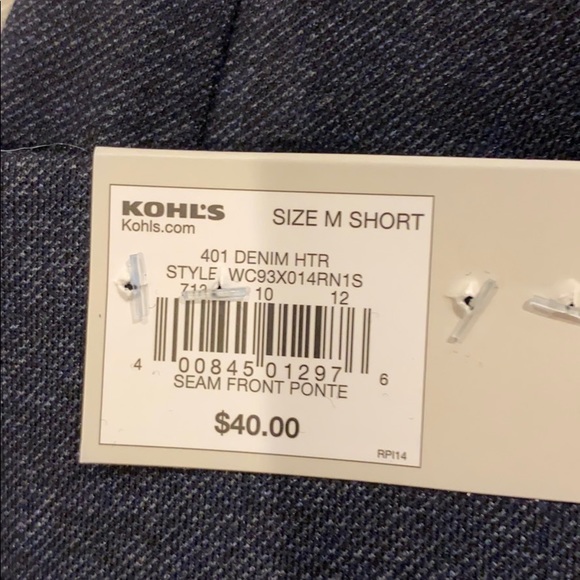 KOHL'S
Kohls.com
SIZE M SHORT
401 DENIM HTR
STYLE WC93X014RN1S
10 12
4 00845 01297 6
SEAM FRONT PONTE
$40.00
RPI14